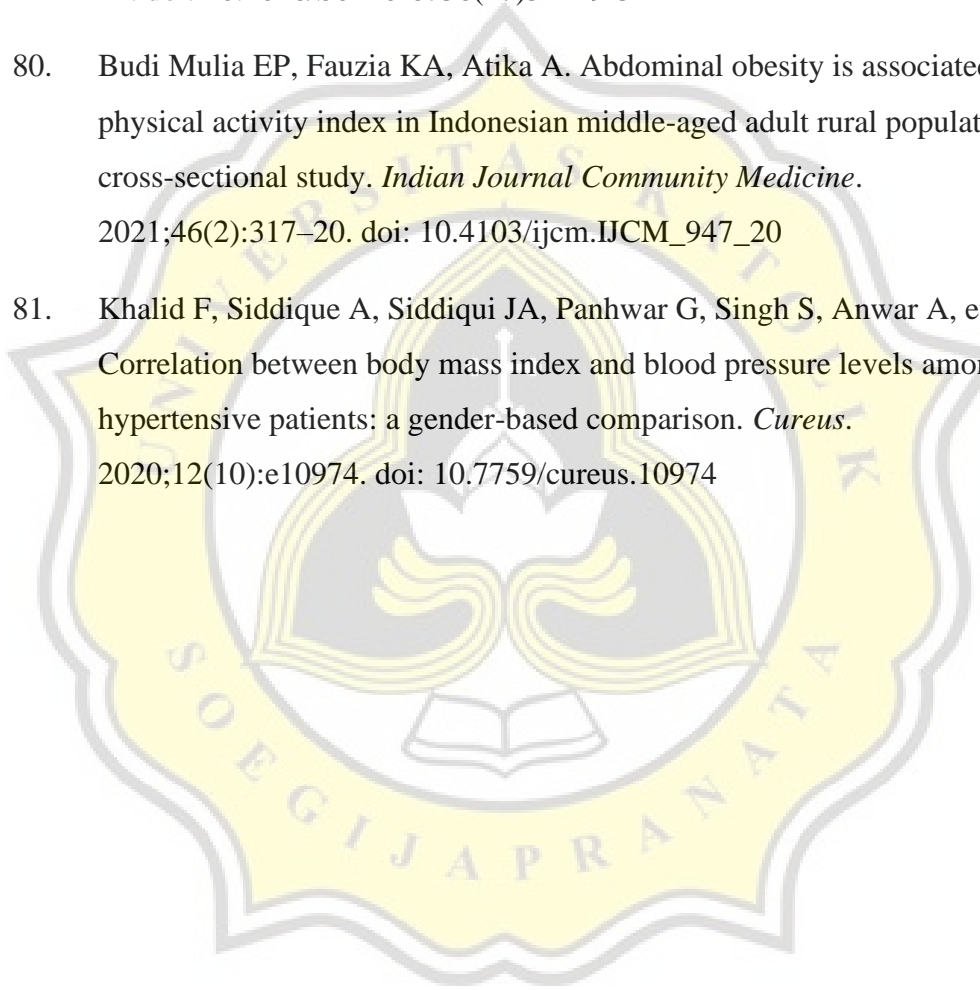 80. Budi Mulia EP, Fauzia KA, Atika A. Abdominal obesity is associated
physical activity index in Indonesian middle-aged adult rural
cross-sectional study. Indian Journal Community Medicine.
2021;46(2):317–20. doi: 10.4103/ijcm.IJCM_947_20
81. Khalid F, Siddique A, Siddiqui JA, Panhwar G, Singh S, Anwar A,
Correlation between body mass index and blood pressure levels
hypertensive patients: a gender-based comparison. Cureus.
2020;12(10):e10974. doi: 10.7759/cureus.10974
UNIVERSITAS KATOLIK
SOEGIJAPRANATA